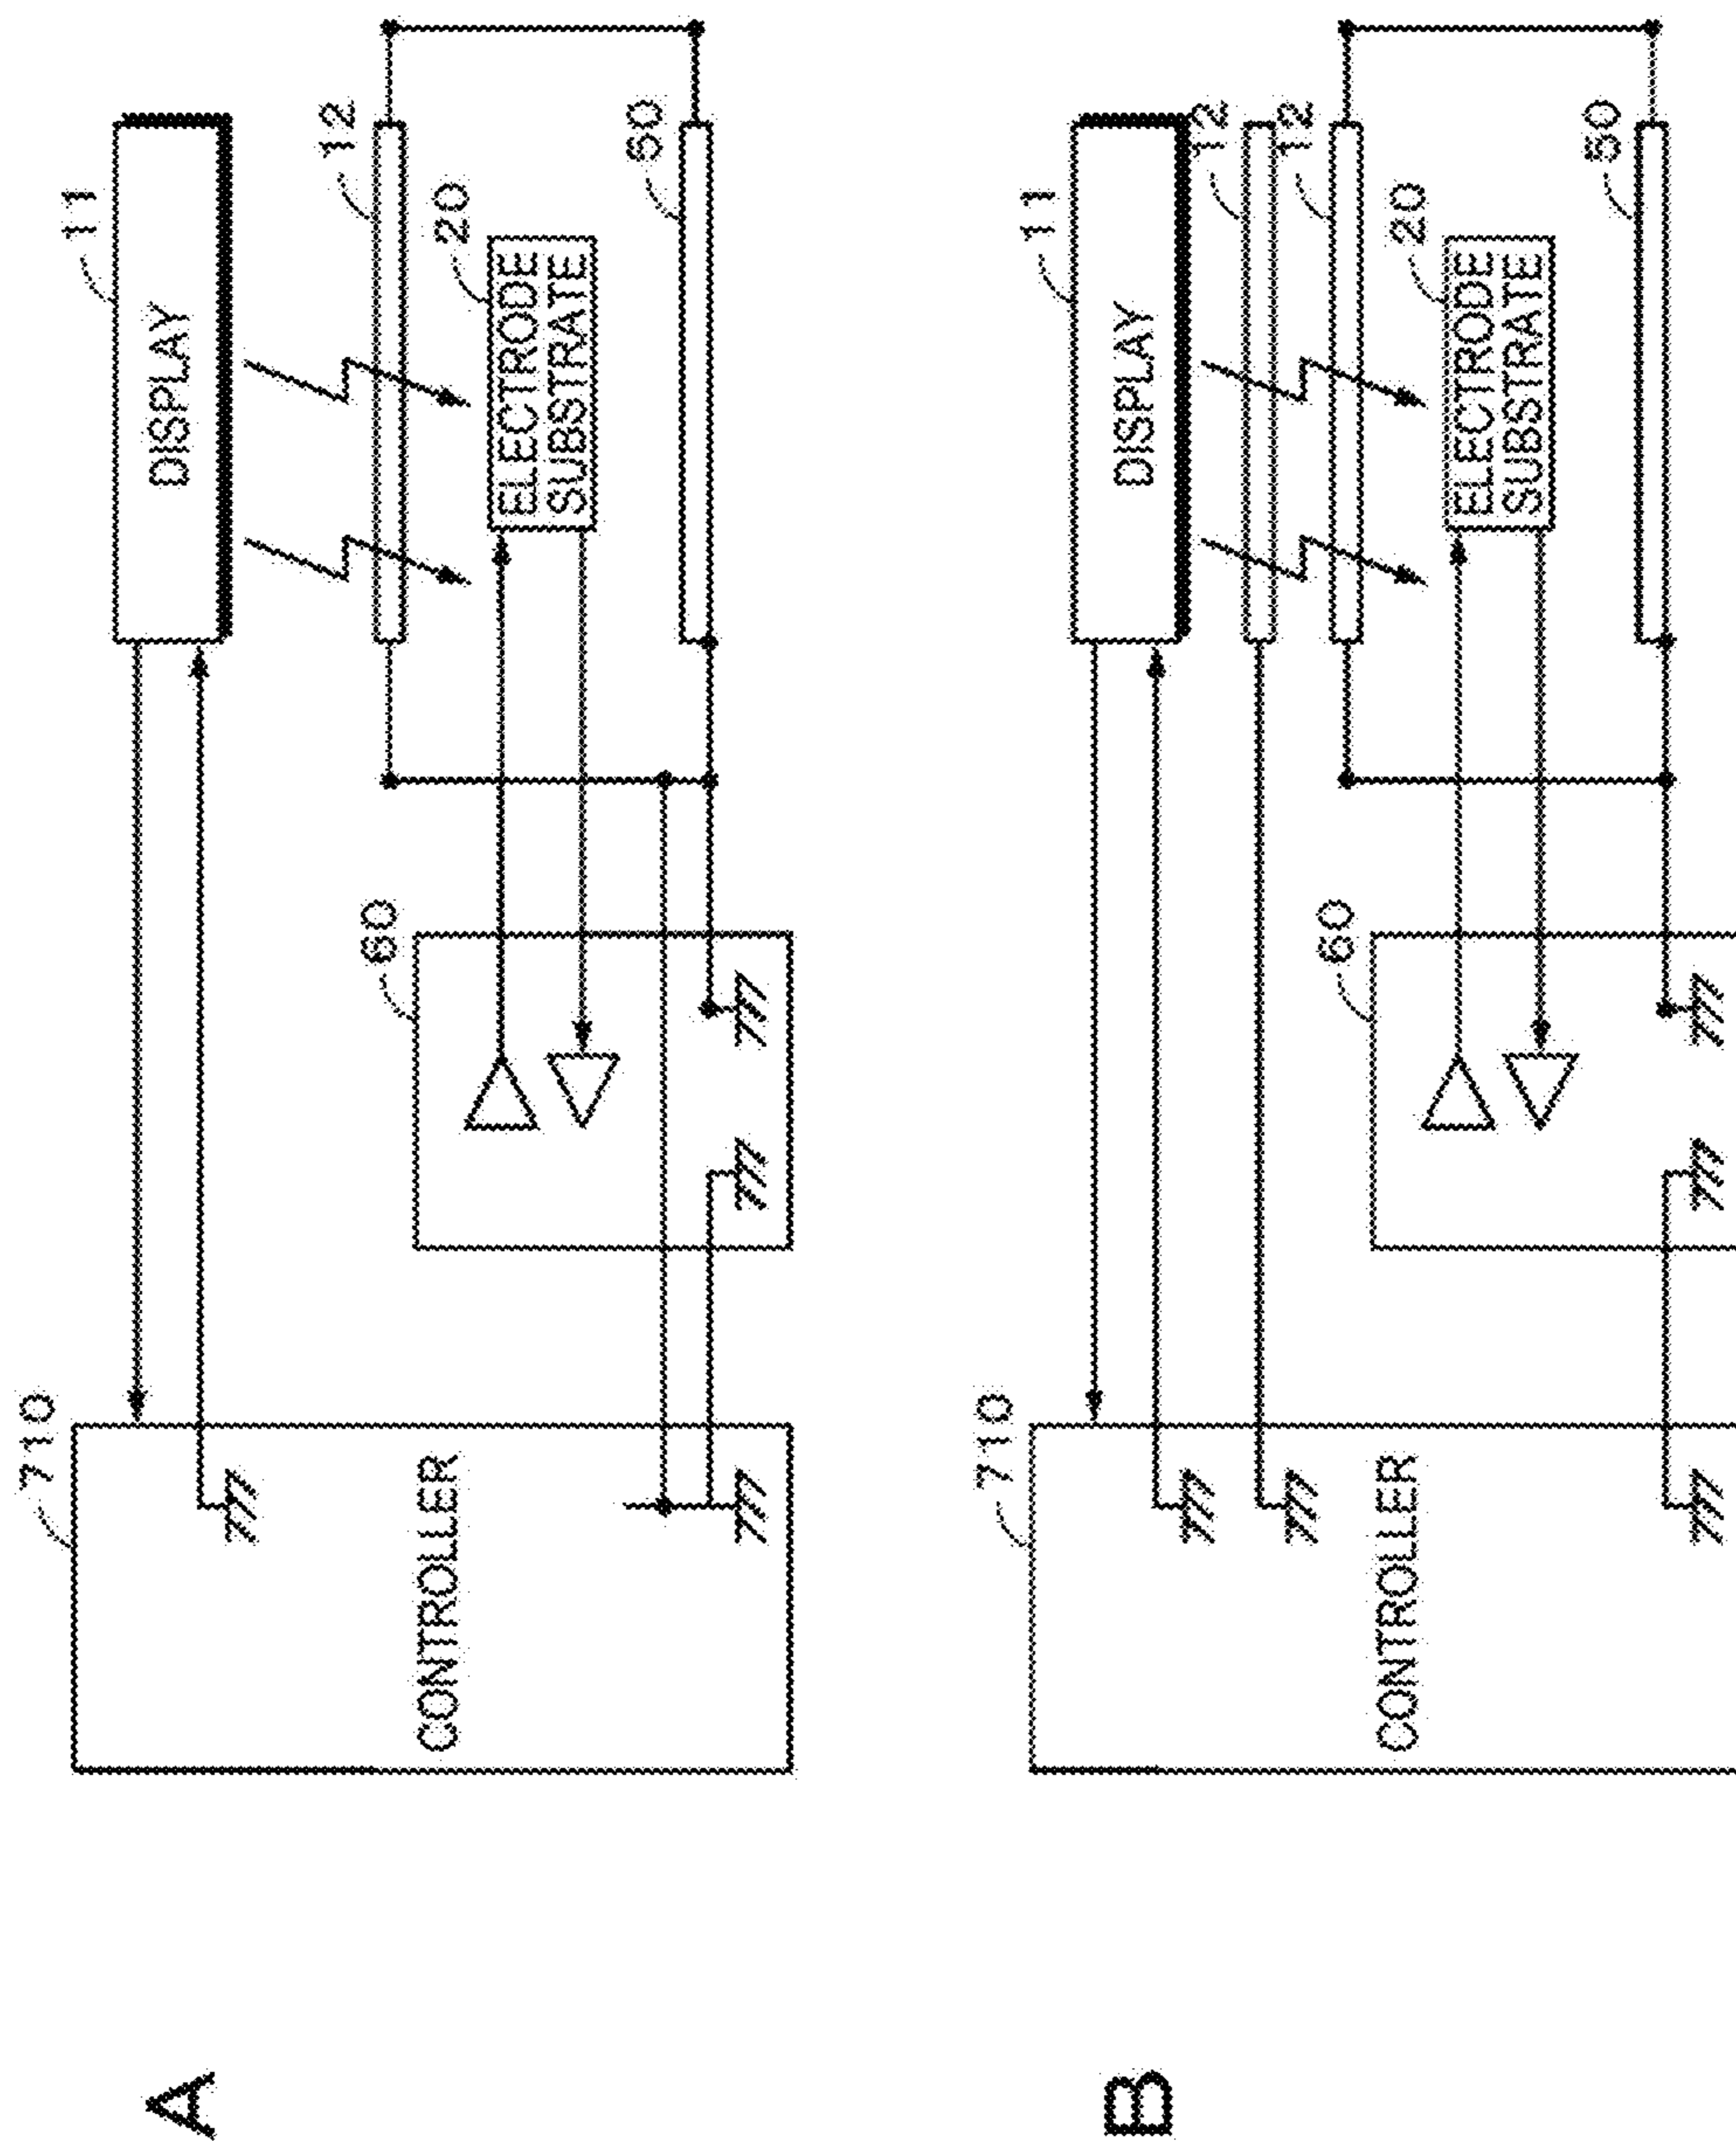 A
710
CONTROLLER
60
11
DISPLAY
12
20
ELECTRODE
SUBSTRATE
50
B
710
CONTROLLER
60
11
DISPLAY
12
12
20
ELECTRODE
SUBSTRATE
50